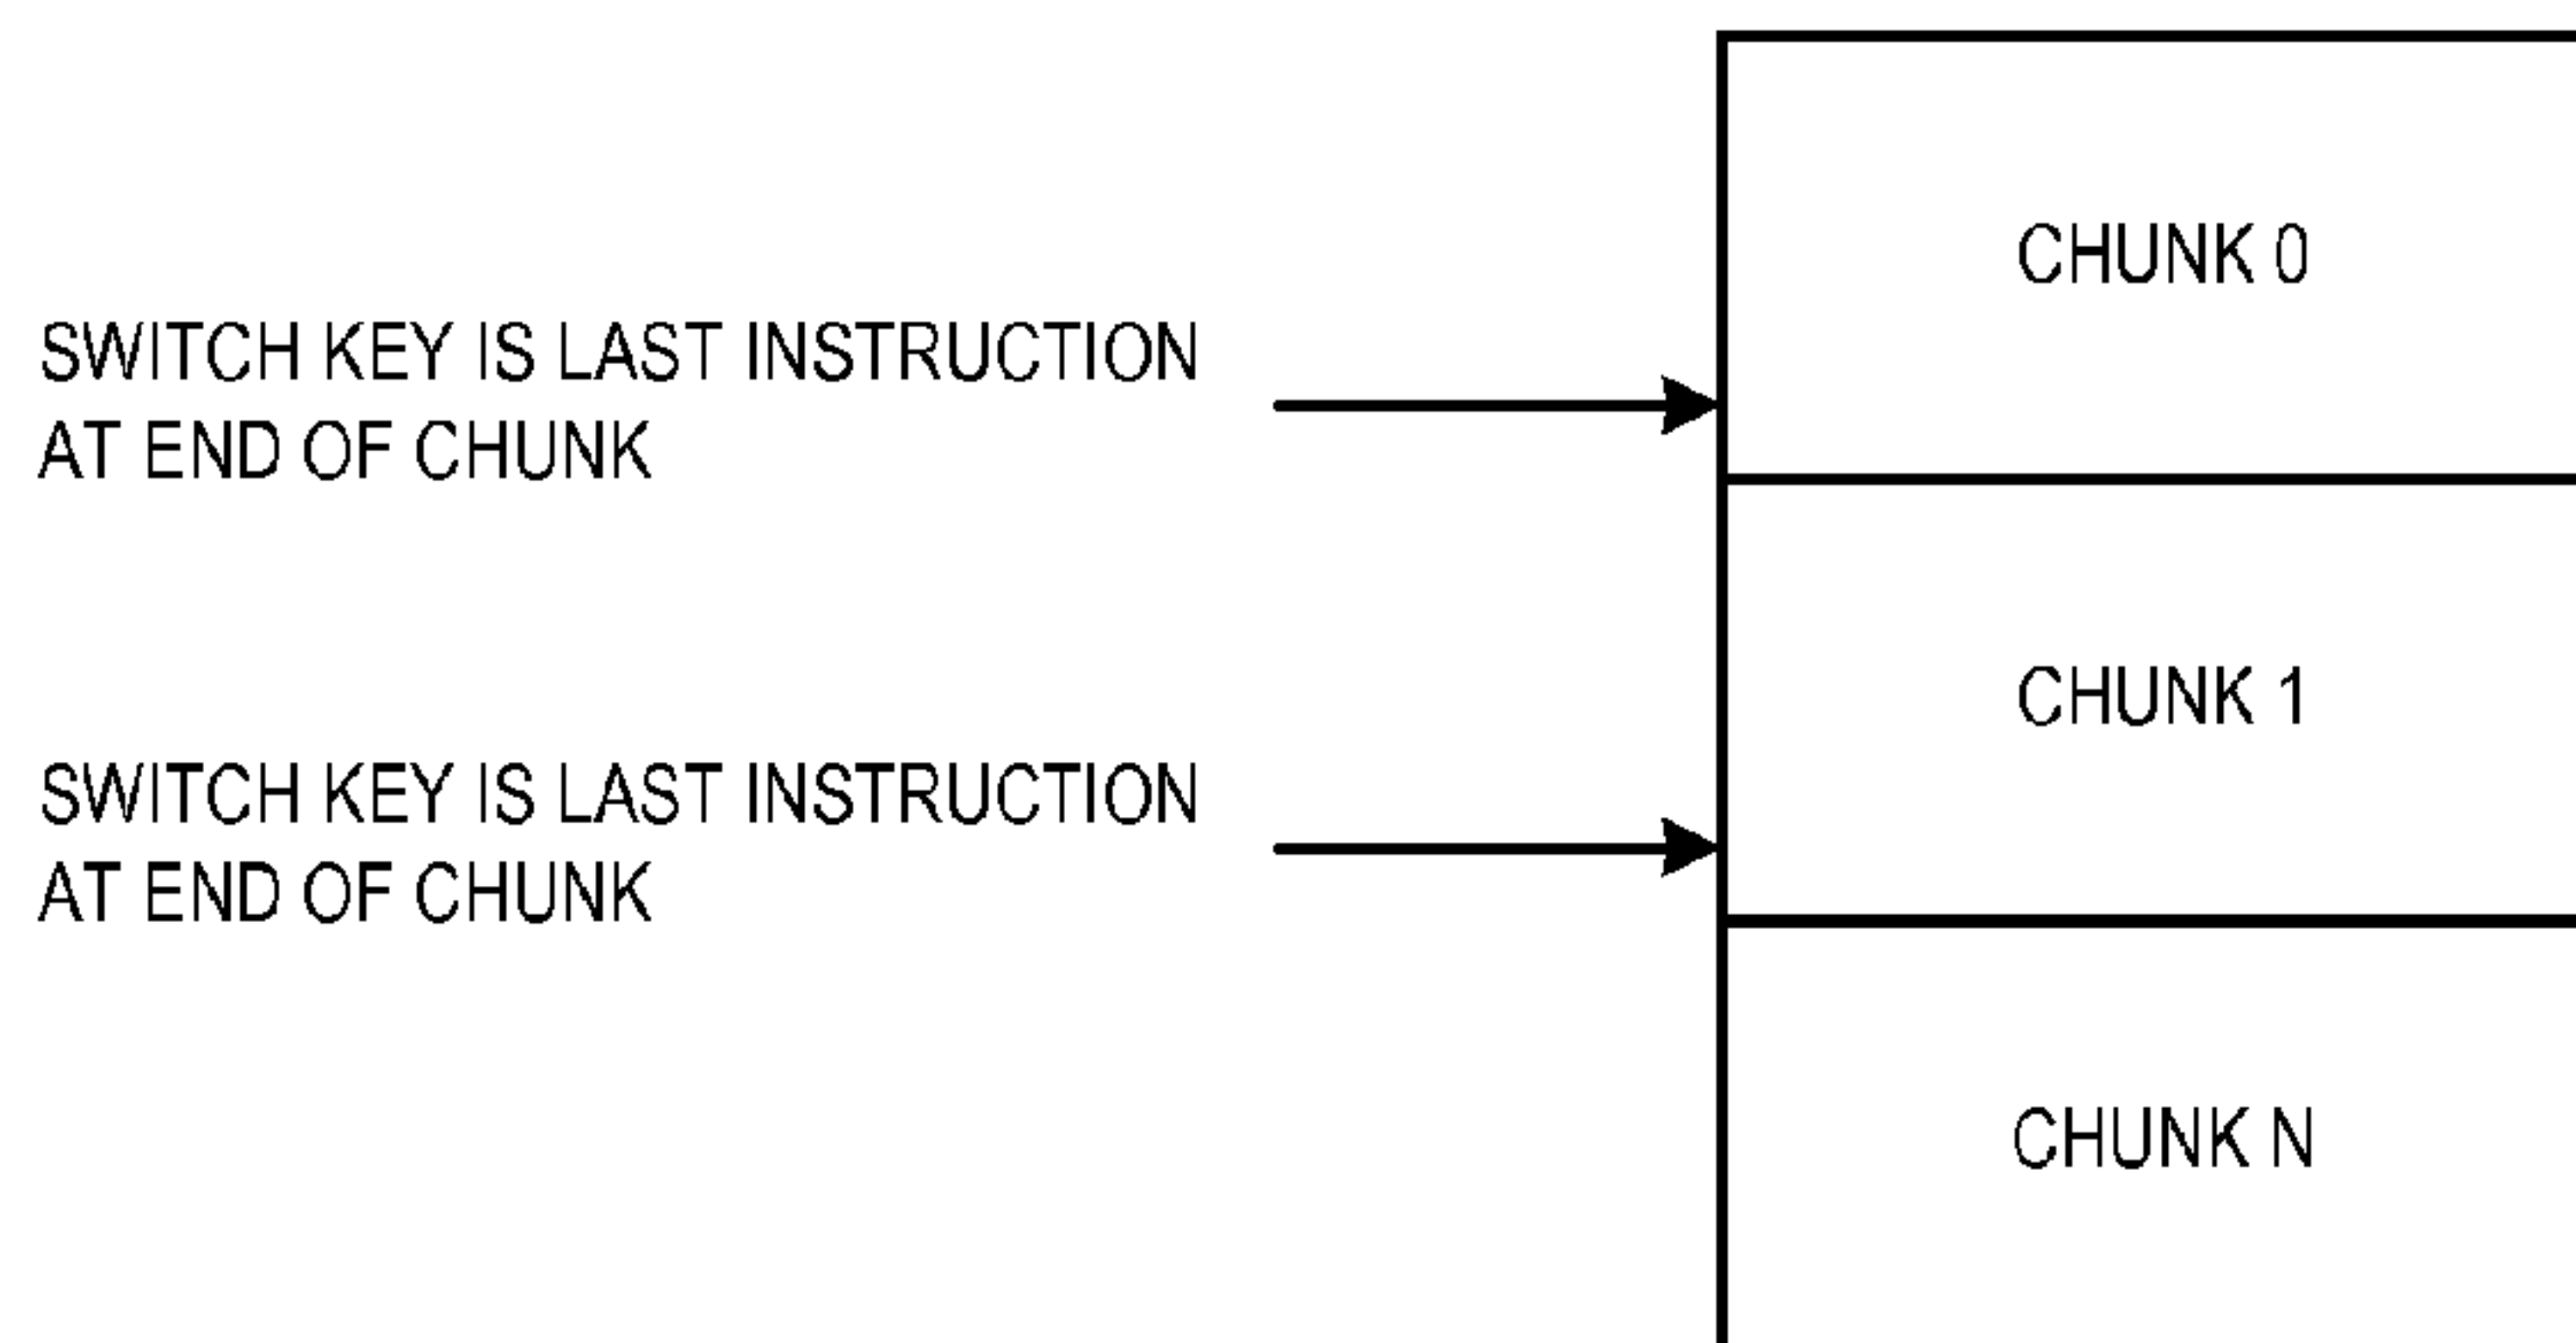 CHUNK 0
SWITCH KEY IS LAST INSTRUCTION
AT END OF CHUNK
CHUNK 1
SWITCH KEY IS LAST INSTRUCTION
AT END OF CHUNK
CHUNK N